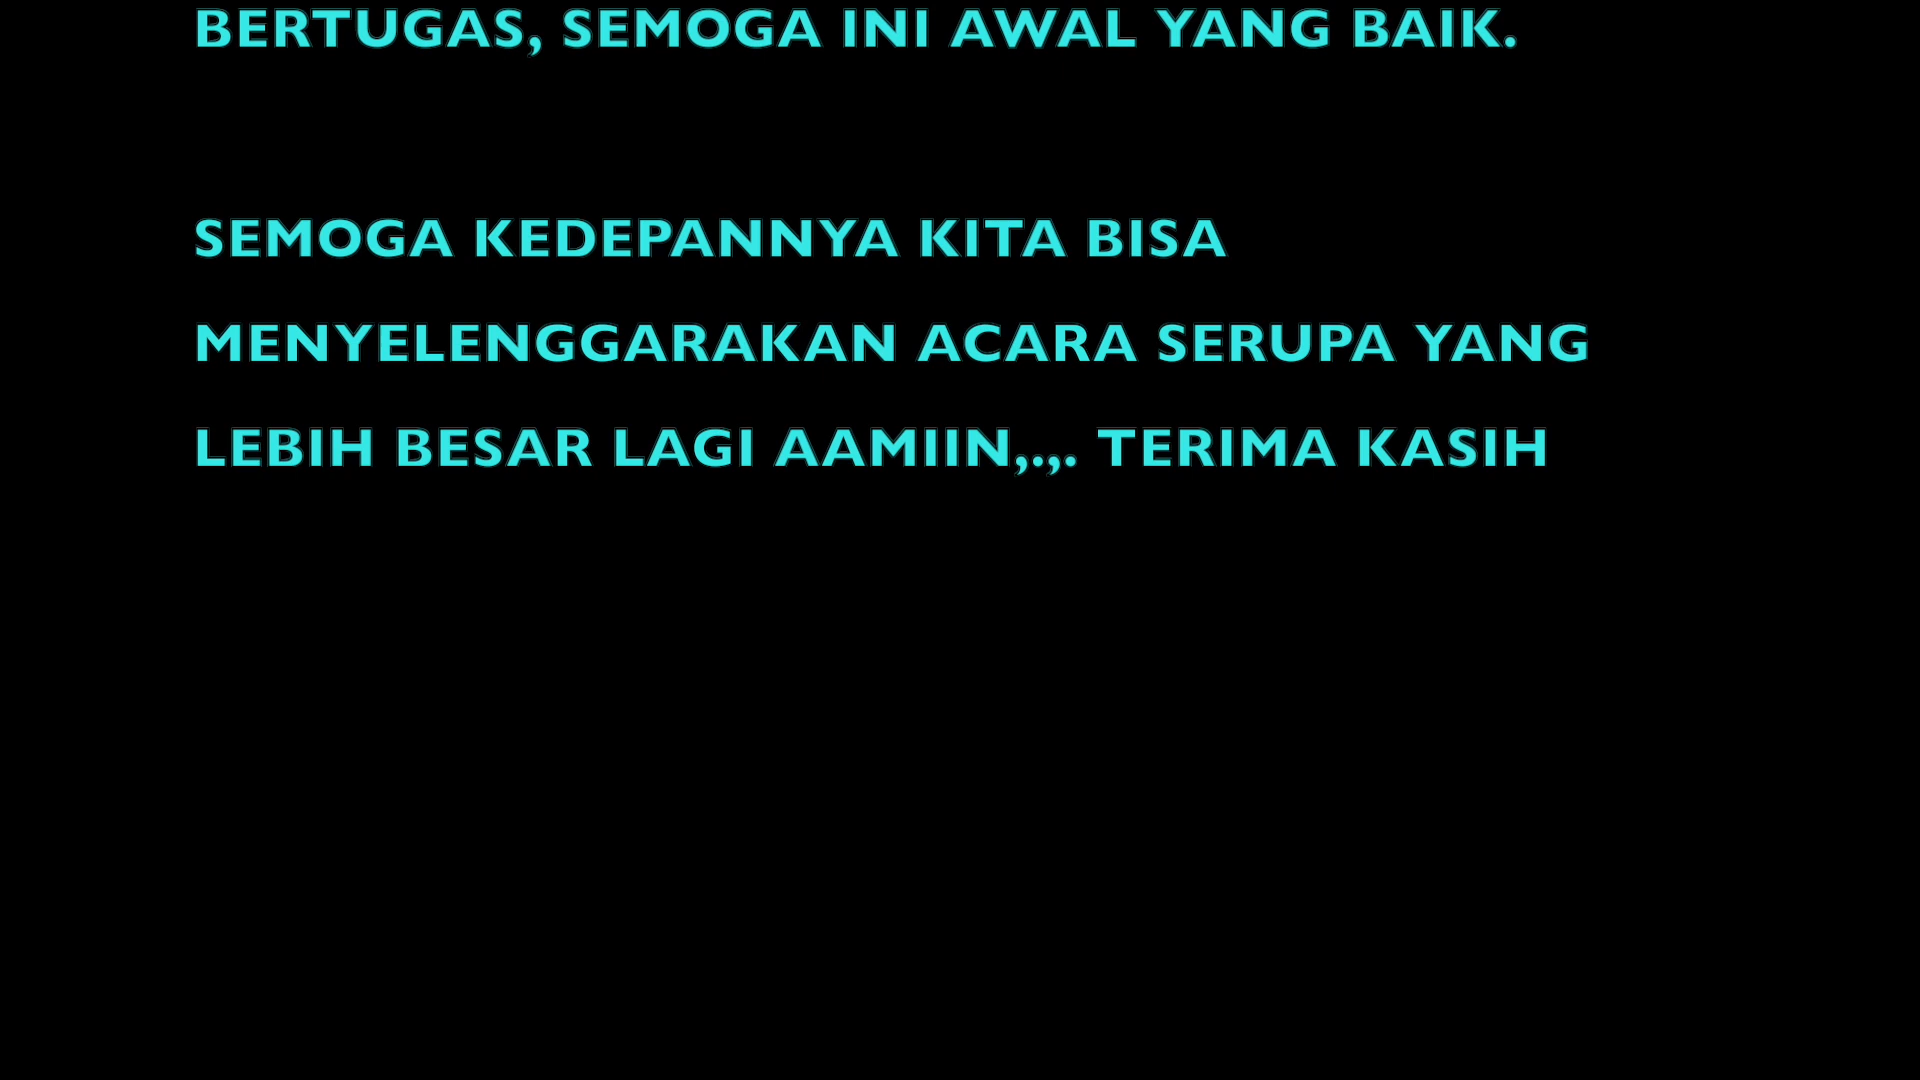 BERTUGAS, SEMOGA INI AWAL YANG BAIK.
SEMOGA KEDEPANNYA KITA BISA
MENYELENGGARAKAN ACARA SERUPA YANG
LEBIH BESAR LAGI AAMIIN,.,. TERIMA KASIH